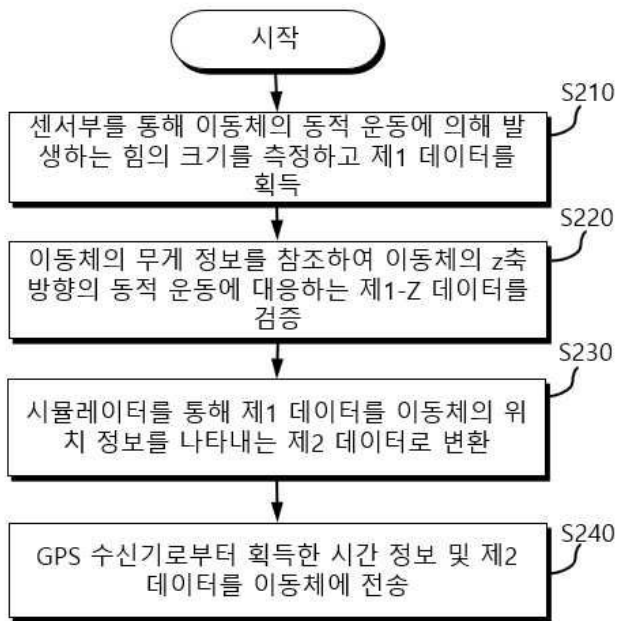 시작
S210
센서부를 통해 이동체의 동적 운동에 의해 발
생하는 힘의 크기를 측정하고 제1 데이터를
획득
S220
이동체의 무게 정보를 참조하여 이동체의 z축
방향의 동적 운동에 대응하는 제1-Z 데이터를
검증
S230
시뮬레이터를 통해 제1 데이터를 이동체의 위
치 정보를 나타내는 제2 데이터로 변환
S240
GPS 수신기로부터 획득한 시간 정보 및 제2
데이터를 이동체에 전송